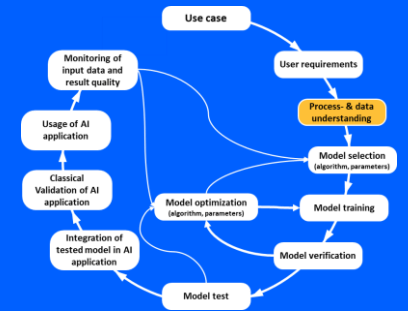 Use case
User requirements
Process- & data
understanding
Model selection
(algorithm, parameters)
Model training
Model verification
Model optimization
(algorithm, parameters)
Model test
Integration of
tested model in AI
application
Classical
Validation of AI
application
Usage of AI
application
Monitoring of
input data and
result quality